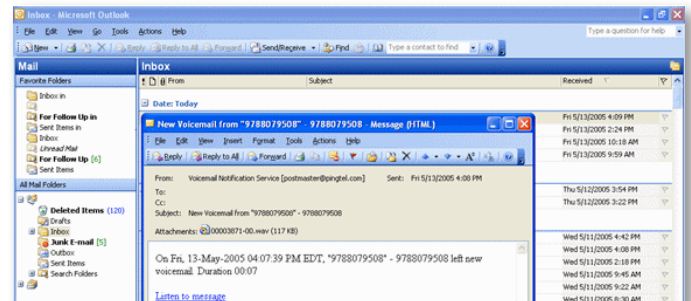 Inbox - Microsoft Outlook
File Edit View Go Tools Actions Help
Type a question for help
New Reply Reply to All Forward Send/Receive Find Type a contact to find
Mail
Inbox
Favorite Folders
From Subject Received
Inbox in
Date: Today
For Follow Up in
Sent Items in
Inbox
Unread Mail
For Follow Up [6]
Sent Items
All Mail Folders
Deleted Items (120)
Drafts
Inbox
Junk E-mail [5]
Outbox
Sent Items
Search Folders
New Voicemail from "9788079508" - 9788079508 - Message (HTML)
File Edit View Insert Format Tools Actions Help
Reply Reply to All Forward
From: Voicemail Notification Service [postmaster@pingtel.com] Sent: Fri 5/13/2005 4:08 PM
To:
Cc:
Subject: New Voicemail from "9788079508" - 9788079508
Attachments: 00003871-00.wav (117 KB)
On Fri, 13-May-2005 04:07:39 PM EDT, "9788079508" - 9788079508 left new
voicemail. Duration 00:07
Listen to message
Fri 5/13/2005 4:09 PM
Fri 5/13/2005 2:24 PM
Fri 5/13/2005 10:18 AM
Fri 5/13/2005 9:59 AM
Thu 5/12/2005 3:54 PM
Thu 5/12/2005 3:22 PM
Wed 5/11/2005 4:42 PM
Wed 5/11/2005 4:08 PM
Wed 5/11/2005 2:18 PM
Wed 5/11/2005 9:45 AM
Wed 5/11/2005 9:22 AM
Wed 5/11/2005 8:30 AM